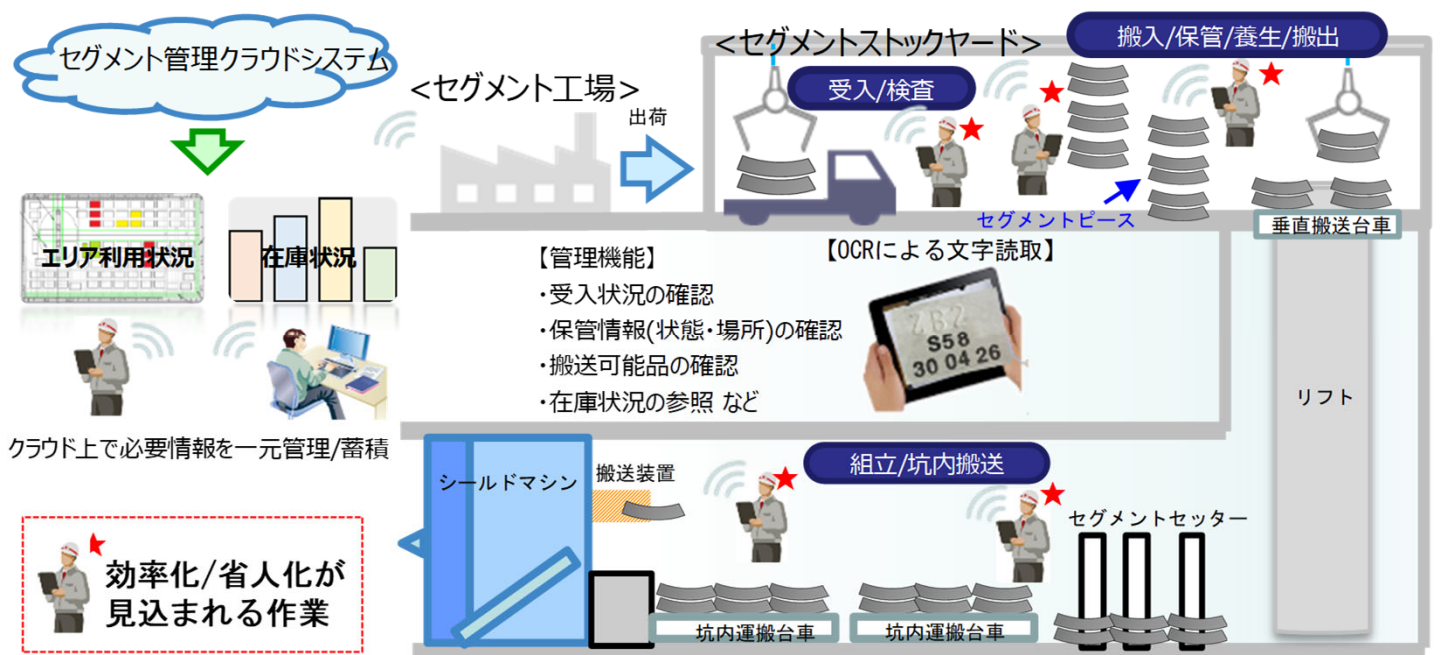 セグメント管理クラウドシステム
<セグメント工場>
出荷
<セグメントストックヤード>
受入/検査
搬入/保管/養生/搬出
セグメントピース
垂直搬送台車
エリア利用状況
在庫状況
【管理機能】
・受入状況の確認
・保管情報(状態・場所)の確認
・搬送可能品の確認
・在庫状況の参照 など
【OCRによる文字読取】
ZB2
S58
30 04 26
リフト
クラウド上で必要情報を一元管理/蓄積
シールドマシン
搬送装置
組立/坑内搬送
セグメントセッター
坑内運搬台車
坑内運搬台車
効率化/省人化が
見込まれる作業